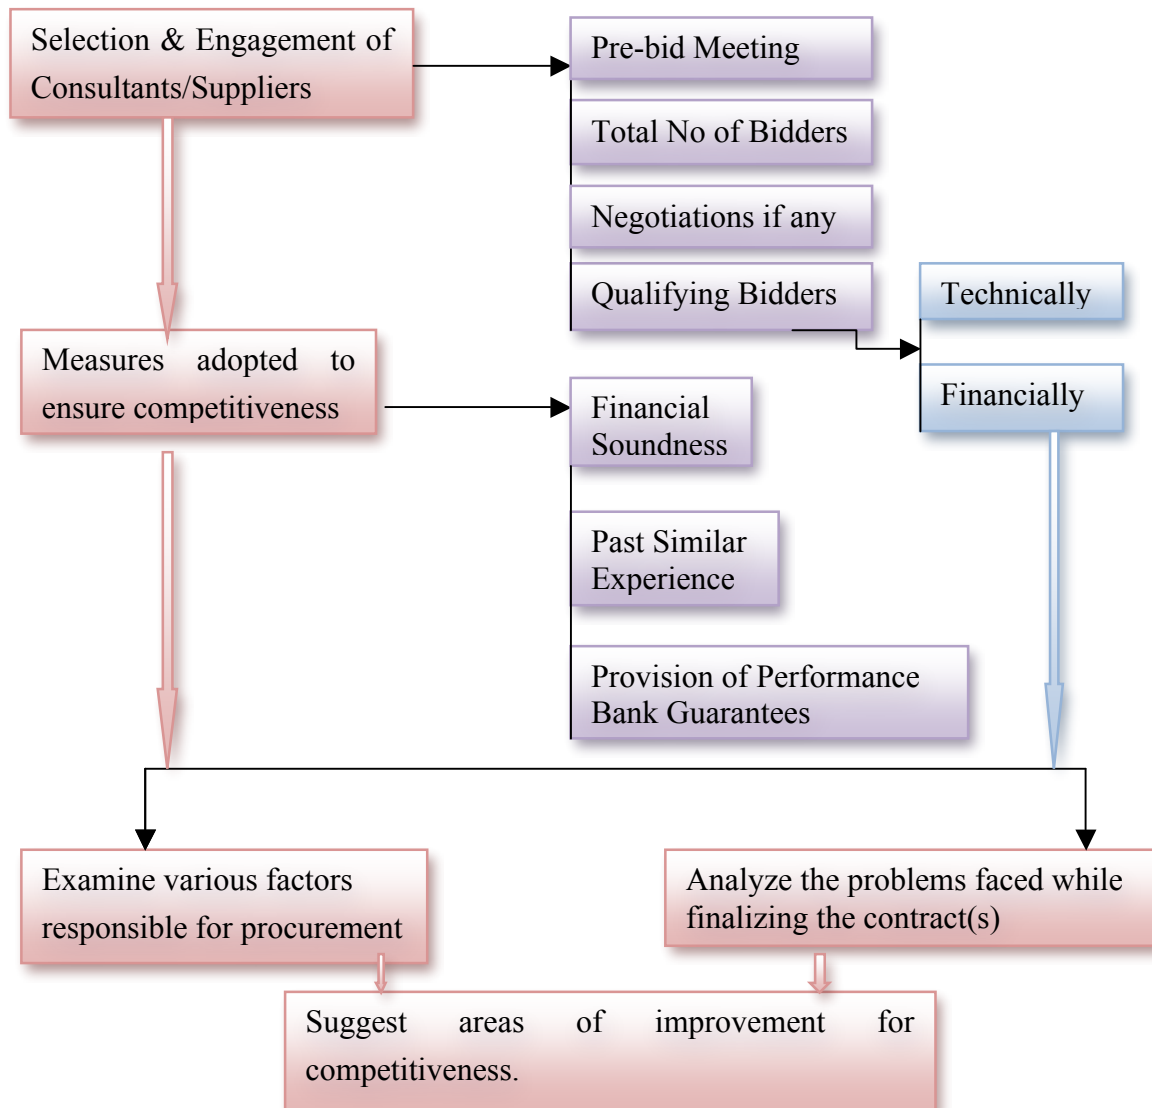 Selection & Engagement of
Consultants/Suppliers
Pre-bid Meeting
Total No of Bidders
Negotiations if any
Qualifying Bidders
Technically
Financially
Measures adopted to
ensure competitiveness
Financial
Soundness
Past Similar
Experience
Provision of Performance
Bank Guarantees
Examine various factors
responsible for procurement
Analyze the problems faced while
finalizing the contract(s)
Suggest areas of improvement for
competitiveness.